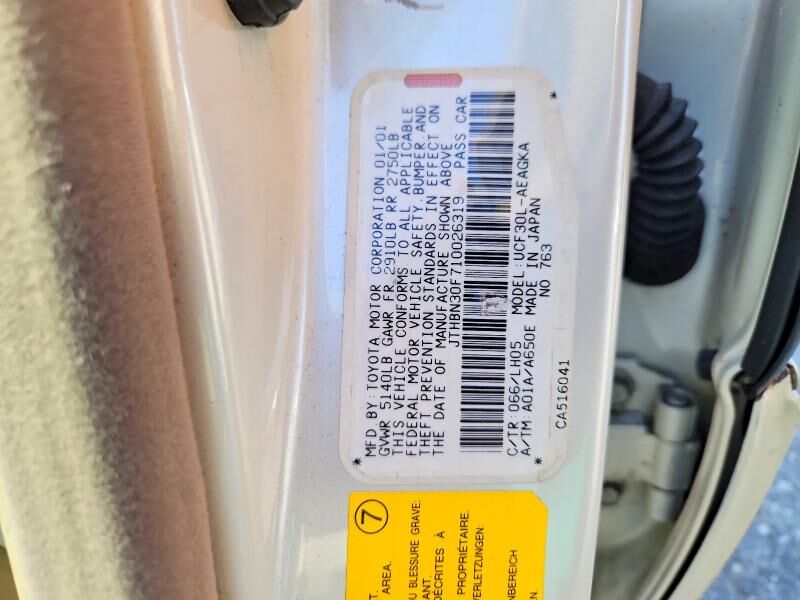 MFD. BY: TOYOTA MOTOR CORPORATION 01/01
GVWR 5140LB GAWR FR 2910LB RR 2750LB
THIS VEHICLE CONFORMS TO ALL APPLICABLE
FEDERAL MOTOR VEHICLE SAFETY, BUMPER, AND
THEFT PREVENTION STANDARDS IN EFFECT ON
THE DATE OF MANUFACTURE SHOWN ABOVE
JTHBN30F710026319 PASS CAR
C/TR: 066/LH05 MODEL: UCF30L-AEAGKA
A/TM: A01A/A650E MADE IN JAPAN
NO 763
CA516041
7
T.
AREA.
U BLESSURE GRAVE:
ANT.
DÉCRITES À
PROPRIÉTAIRE.
VERLETZUNGEN:
NBEREICH